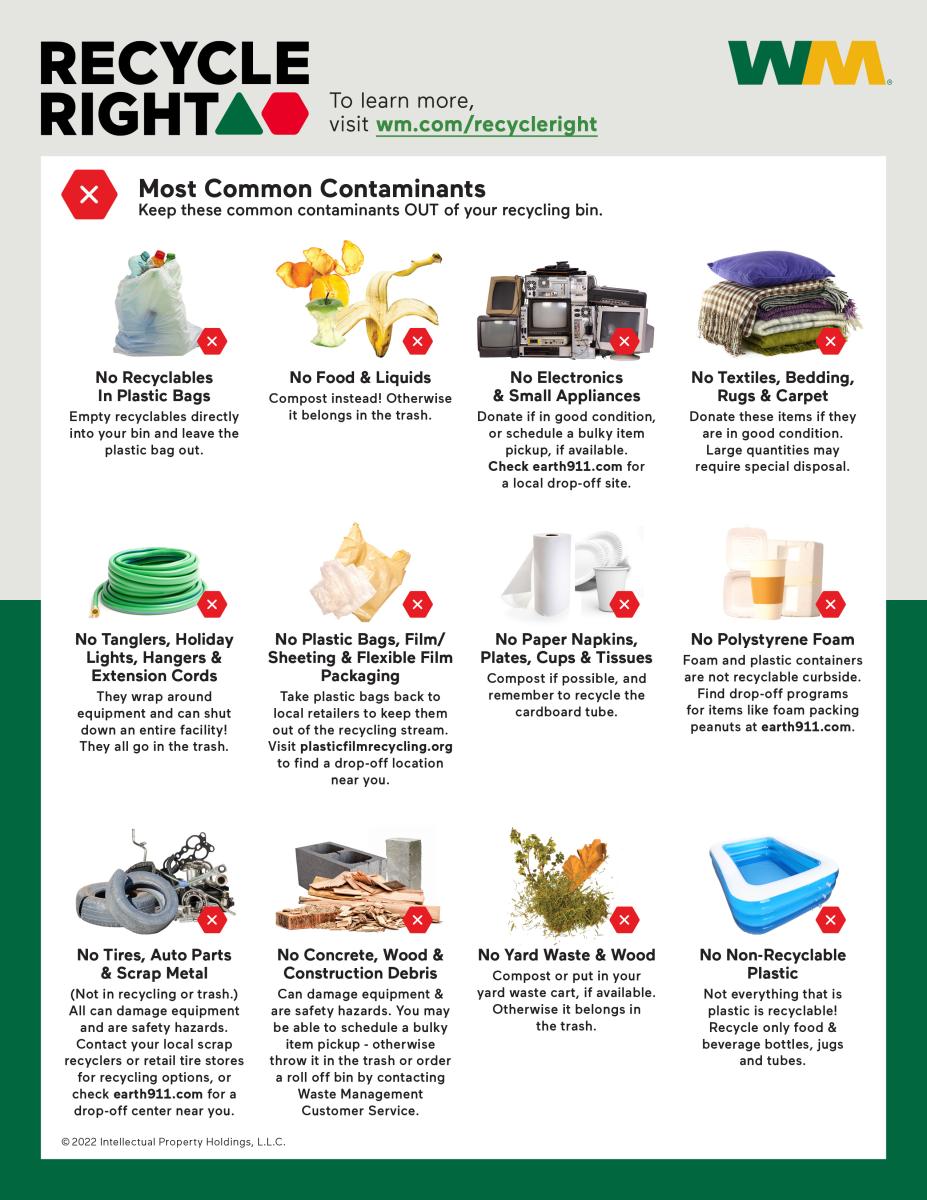 RECYCLE
RIGHT
To learn more,
visit wm.com/recycleright
WM®
Most Common Contaminants
Keep these common contaminants OUT of your recycling bin.
No Recyclables
In Plastic Bags
Empty recyclables directly
into your bin and leave the
plastic bag out.
No Food & Liquids
Compost instead! Otherwise
it belongs in the trash.
No Electronics
& Small Appliances
Donate if in good condition,
or schedule a bulky item
pickup, if available.
Check earth911.com for
a local drop-off site.
No Textiles, Bedding,
Rugs & Carpet
Donate these items if they
are in good condition.
Large quantities may
require special disposal.
No Tanglers, Holiday
Lights, Hangers &
Extension Cords
They wrap around
equipment and can shut
down an entire facility!
They all go in the trash.
No Plastic Bags, Film/
Sheeting & Flexible Film
Packaging
Take plastic bags back to
local retailers to keep them
out of the recycling stream.
Visit plasticfilmrecycling.org
to find a drop-off location
near you.
No Paper Napkins,
Plates, Cups & Tissues
Compost if possible, and
remember to recycle the
cardboard tube.
No Polystyrene Foam
Foam and plastic containers
are not recyclable curbside.
Find drop-off programs
for items like foam packing
peanuts at earth911.com.
No Tires, Auto Parts
& Scrap Metal
(Not in recycling or trash.)
All can damage equipment
and are safety hazards.
Contact your local scrap
recyclers or retail tire stores
for recycling options, or
check earth911.com for a
drop-off center near you.
No Concrete, Wood &
Construction Debris
Can damage equipment &
are safety hazards. You may
be able to schedule a bulky
item pickup - otherwise
throw it in the trash or order
a roll off bin by contacting
Waste Management
Customer Service.
No Yard Waste & Wood
Compost or put in your
yard waste cart, if available.
Otherwise it belongs in
the trash.
No Non-Recyclable
Plastic
Not everything that is
plastic is recyclable!
Recycle only food &
beverage bottles, jugs
and tubes.
©2022 Intellectual Property Holdings, L.L.C.